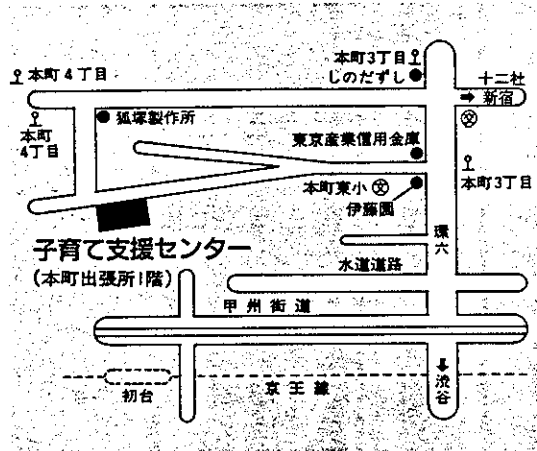 本町3丁目
じのだずし
本町4丁目
十二社
→新宿
文
狐塚製作所
本町
4丁目
東京産業信用金庫
本町東小 文
伊藤園
本町3丁目
子育て支援センター
(本町出張所1階)
環六
水道道路
甲州街道
↓渋谷
京王線
初台